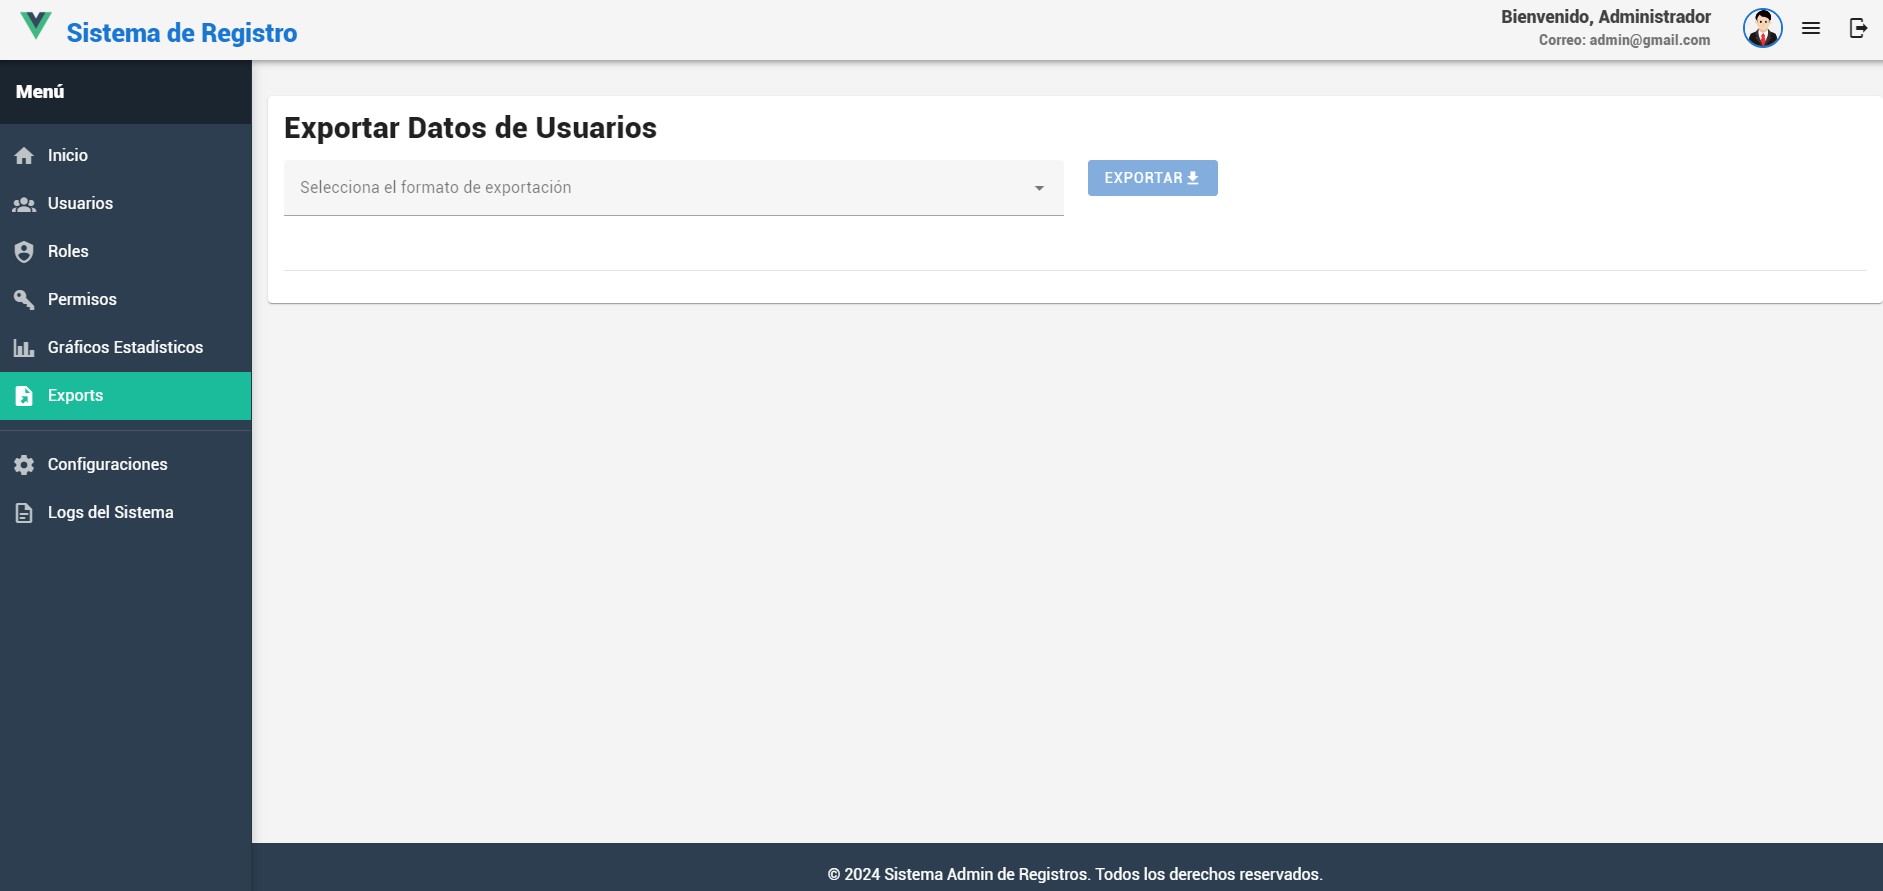 Sistema de Registro
Bienvenido, Administrador
Correo: admin@gmail.com
Menú
Inicio
Usuarios
Roles
Permisos
Gráficos Estadísticos
Exports
Configuraciones
Logs del Sistema
Exportar Datos de Usuarios
Selecciona el formato de exportación
EXPORTAR
© 2024 Sistema Admin de Registros. Todos los derechos reservados.